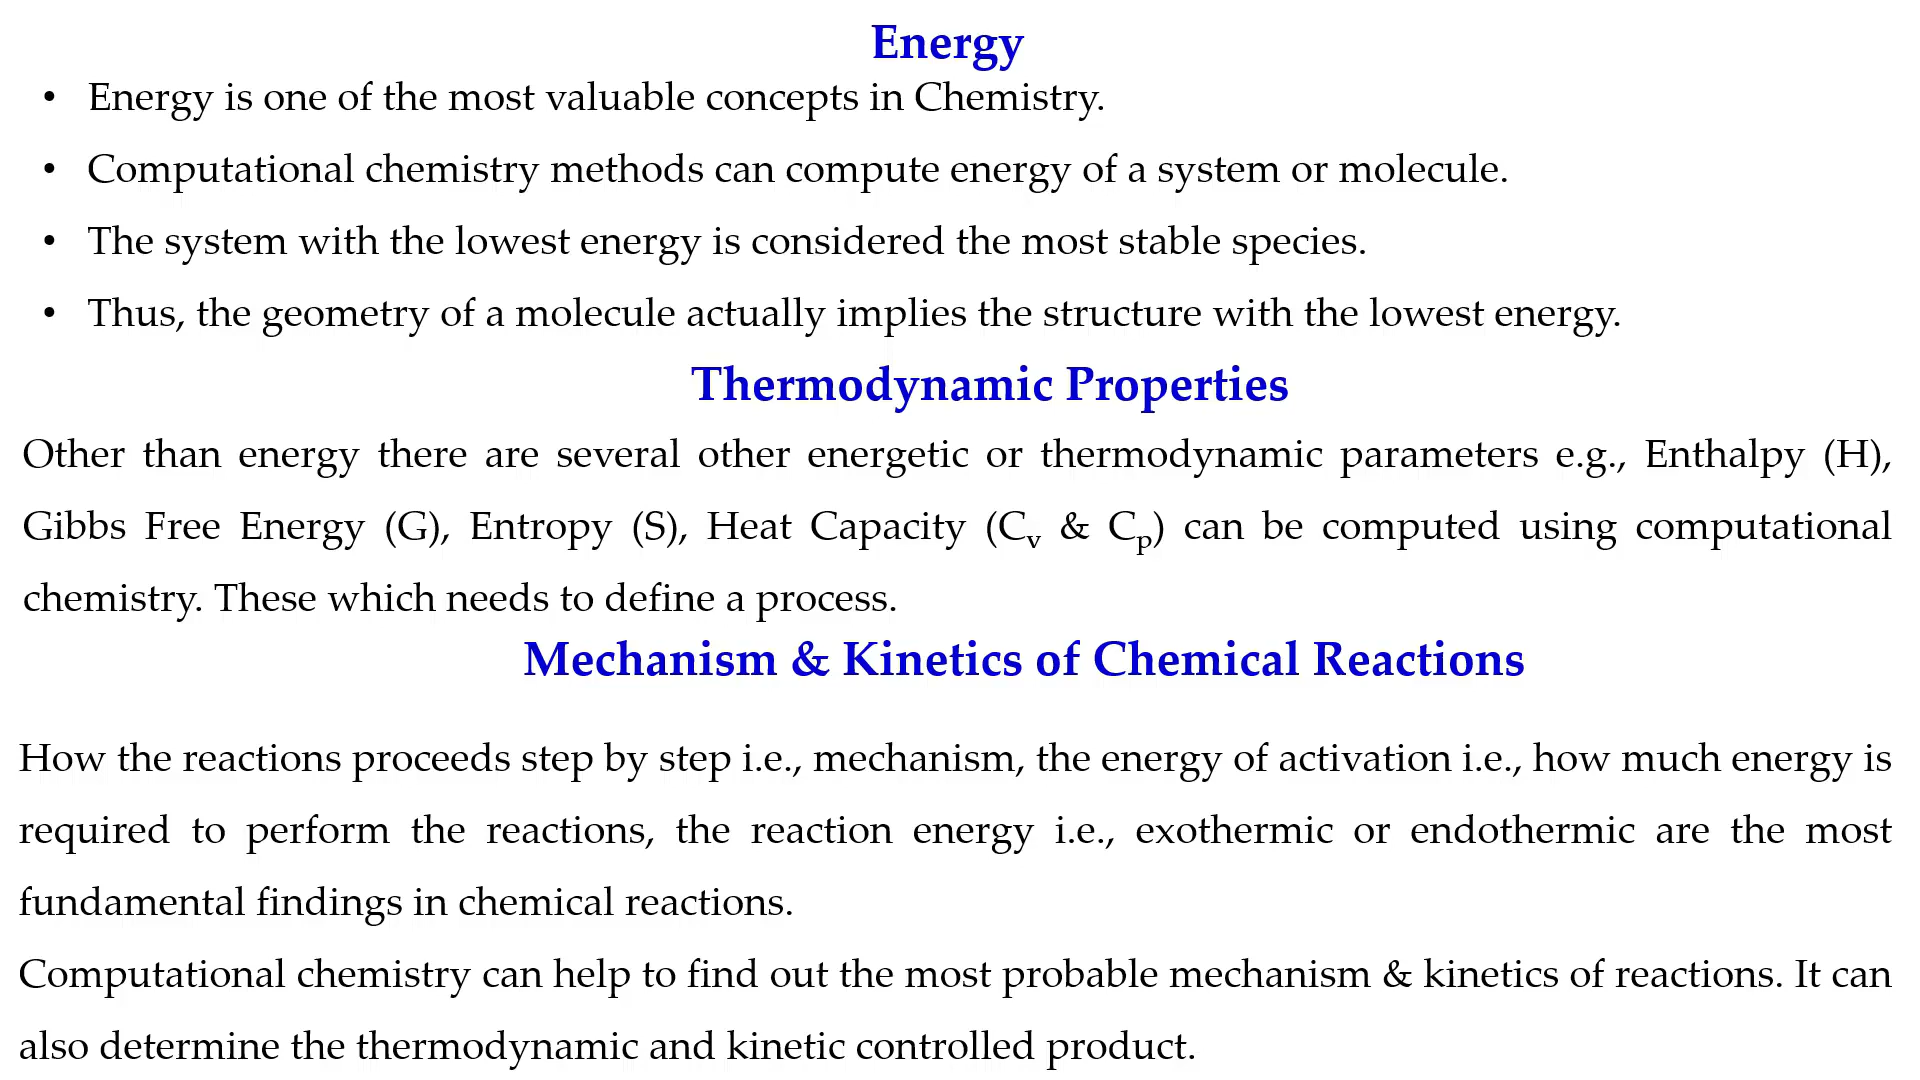 Energy
• Energy is one of the most valuable concepts in Chemistry.
• Computational chemistry methods can compute energy of a system or molecule.
• The system with the lowest energy is considered the most stable species.
• Thus, the geometry of a molecule actually implies the structure with the lowest energy.
Thermodynamic Properties
Other than energy there are several other energetic or thermodynamic parameters e.g., Enthalpy (H),
Gibbs Free Energy (G), Entropy (S), Heat Capacity (Cv & Cp) can be computed using computational
chemistry. These which needs to define a process.
Mechanism & Kinetics of Chemical Reactions
How the reactions proceeds step by step i.e., mechanism, the energy of activation i.e., how much energy is
required to perform the reactions, the reaction energy i.e., exothermic or endothermic are the most
fundamental findings in chemical reactions.
Computational chemistry can help to find out the most probable mechanism & kinetics of reactions. It can
also determine the thermodynamic and kinetic controlled product.